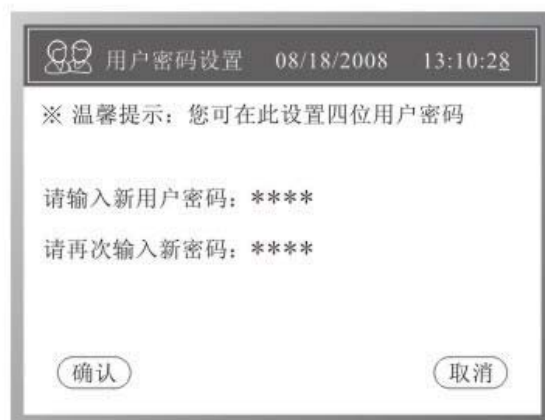 用户密码设置 08/18/2008 13:10:28
※ 温馨提示：您可在此设置四位用户密码
请输入新用户密码：****
请再次输入新密码：****
确认 取消